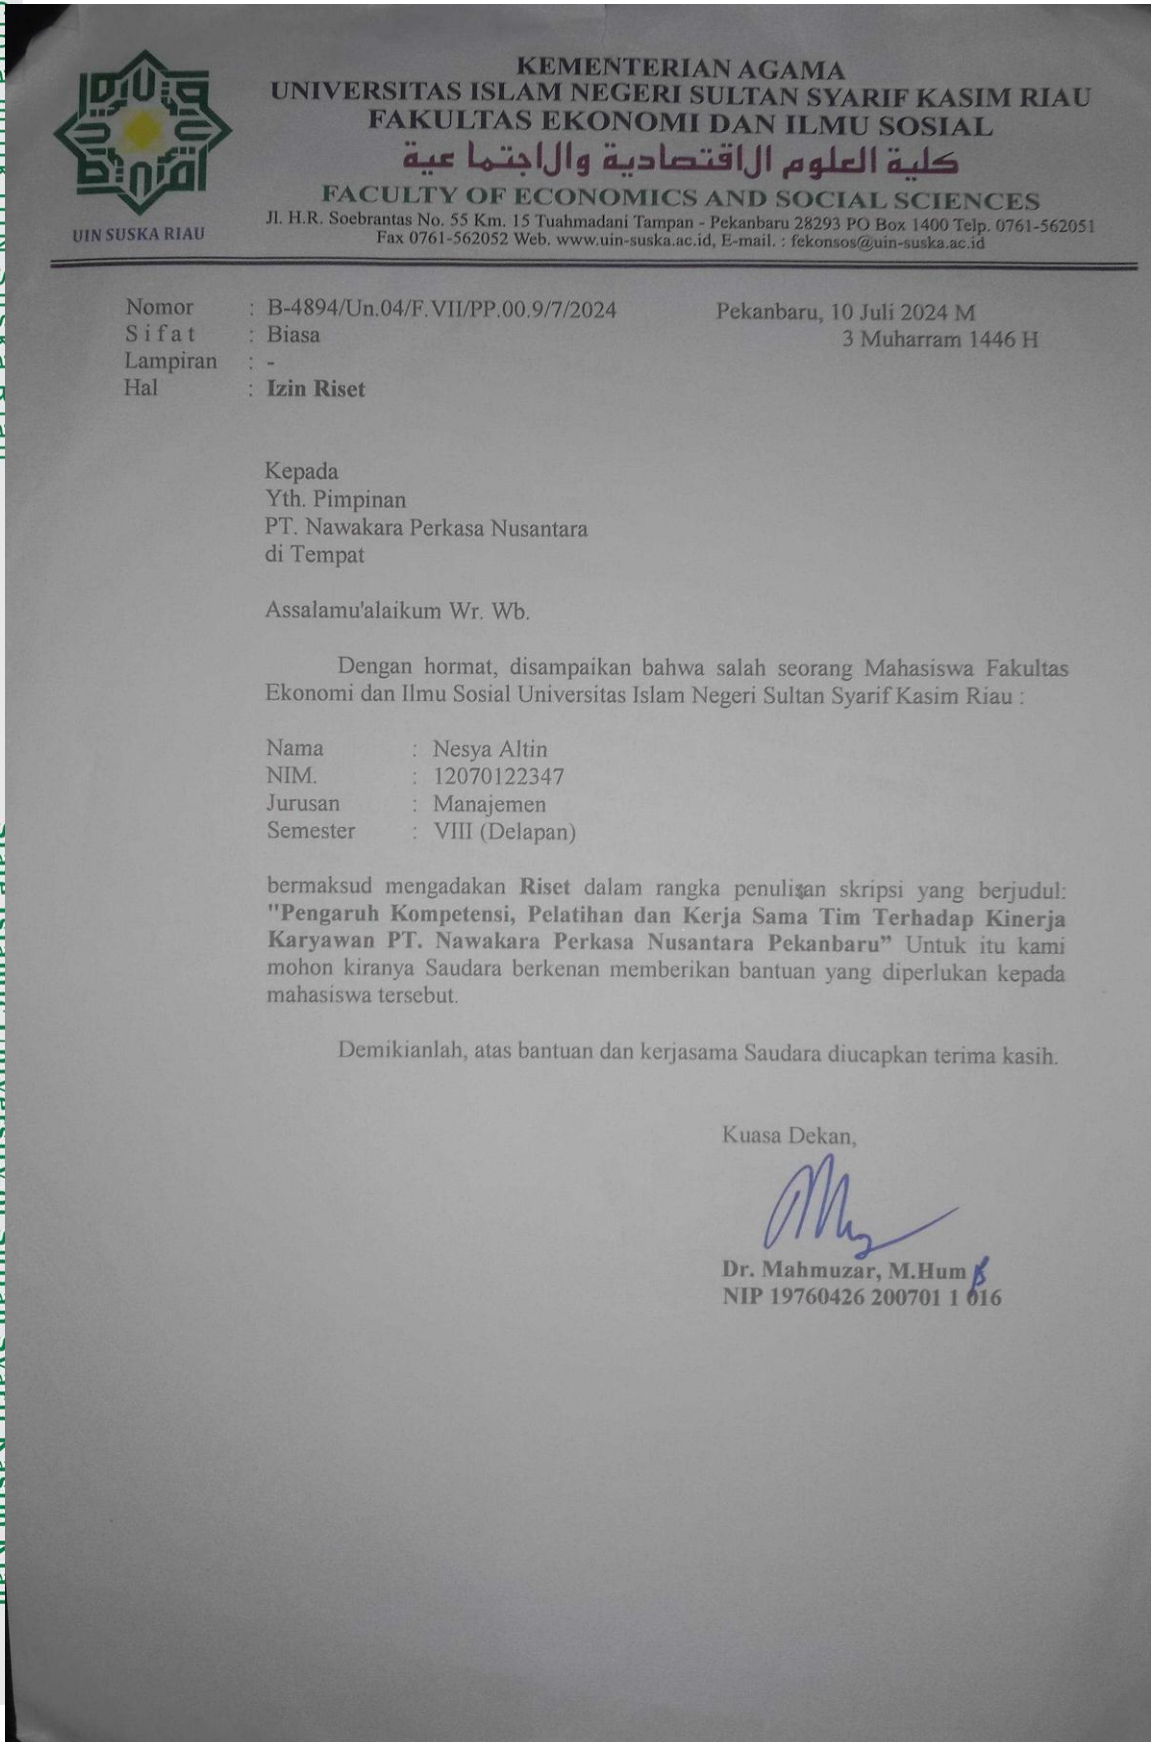 KEMENTERIAN AGAMA
UNIVERSITAS ISLAM NEGERI SULTAN SYARIF KASIM RIAU
FAKULTAS EKONOMI DAN ILMU SOSIAL
كلية العلوم الاقتصادية والاجتما عية
FACULTY OF ECONOMICS AND SOCIAL SCIENCES
Jl. H.R. Soebrantas No. 55 Km. 15 Tuahmadani Tampan - Pekanbaru 28293 PO Box 1400 Telp. 0761-562051
Fax 0761-562052 Web. www.uin-suska.ac.id, E-mail. : fekonsos@uin-suska.ac.id
UIN SUSKA RIAU
Nomor : B-4894/Un.04/F.VII/PP.00.9/7/2024 Pekanbaru, 10 Juli 2024 M
Sifat : Biasa 3 Muharram 1446 H
Lampiran : -
Hal : Izin Riset
Kepada
Yth. Pimpinan
PT. Nawakara Perkasa Nusantara
di Tempat
Assalamu'alaikum Wr. Wb.
Dengan hormat, disampaikan bahwa salah seorang Mahasiswa Fakultas
Ekonomi dan Ilmu Sosial Universitas Islam Negeri Sultan Syarif Kasim Riau :
Nama : Nesya Altin
NIM. : 12070122347
Jurusan : Manajemen
Semester : VIII (Delapan)
bermaksud mengadakan Riset dalam rangka penulisan skripsi yang berjudul:
"Pengaruh Kompetensi, Pelatihan dan Kerja Sama Tim Terhadap Kinerja
Karyawan PT. Nawakara Perkasa Nusantara Pekanbaru” Untuk itu kami
mohon kiranya Saudara berkenan memberikan bantuan yang diperlukan kepada
mahasiswa tersebut.
Demikianlah, atas bantuan dan kerjasama Saudara diucapkan terima kasih.
Kuasa Dekan,
Dr. Mahmuzar, M.Hum
NIP 19760426 200701 1 016